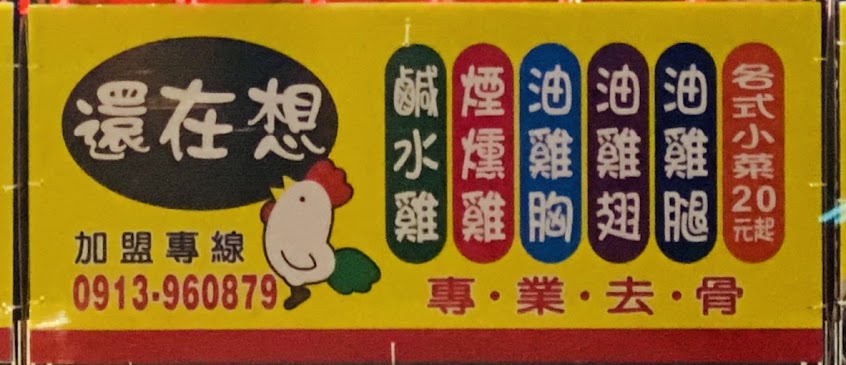 還在想
加盟專線
0913-960879
鹹水雞
煙燻雞
油雞胸
油雞翅
油雞腿
各式小菜20元起
專·業·去·骨